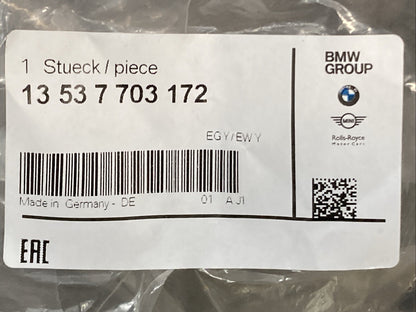 1 Stueck / piece
13 53 7 703 172
EGY/EWY
Made in Germany - DE 01 AJ1
EAC
BMW
GROUP
MINI
Rolls-Royce
Motor Cars